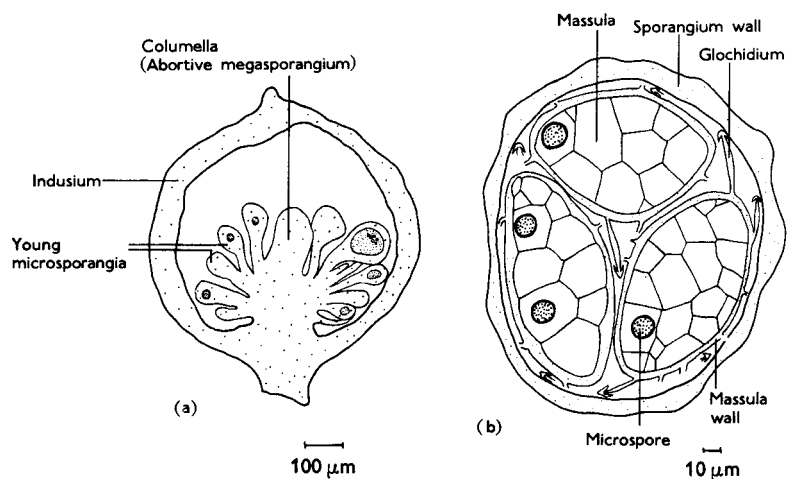 Columella
(Abortive megasporangium)
Indusium
Young
microsporangia
(a)
100 μm
Massula
Sporangium wall
Glochidium
Massula
wall
Microspore
(b)
10 μm